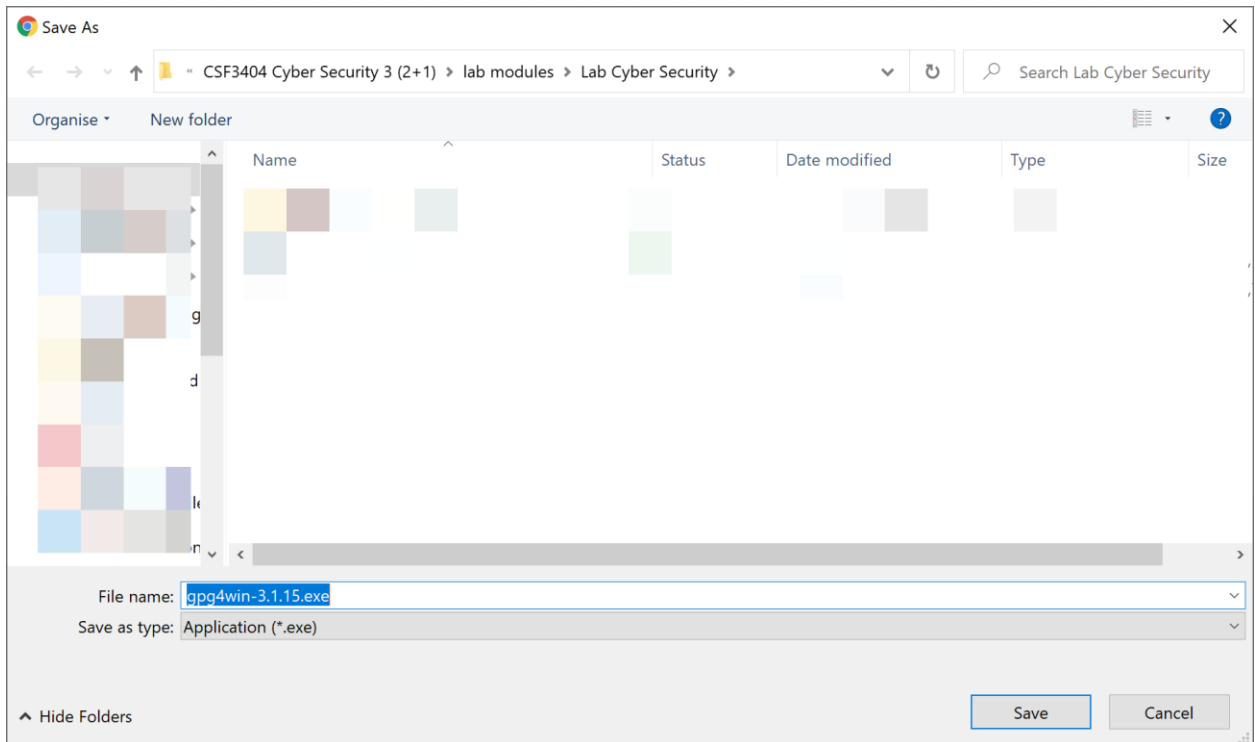 Save As
« CSF3404 Cyber Security 3 (2+1) > lab modules > Lab Cyber Security >
Search Lab Cyber Security
Organise New folder
Name Status Date modified Type Size
g
d
File name: gpg4win-3.1.15.exe
Save as type: Application (*.exe)
Hide Folders
Save Cancel